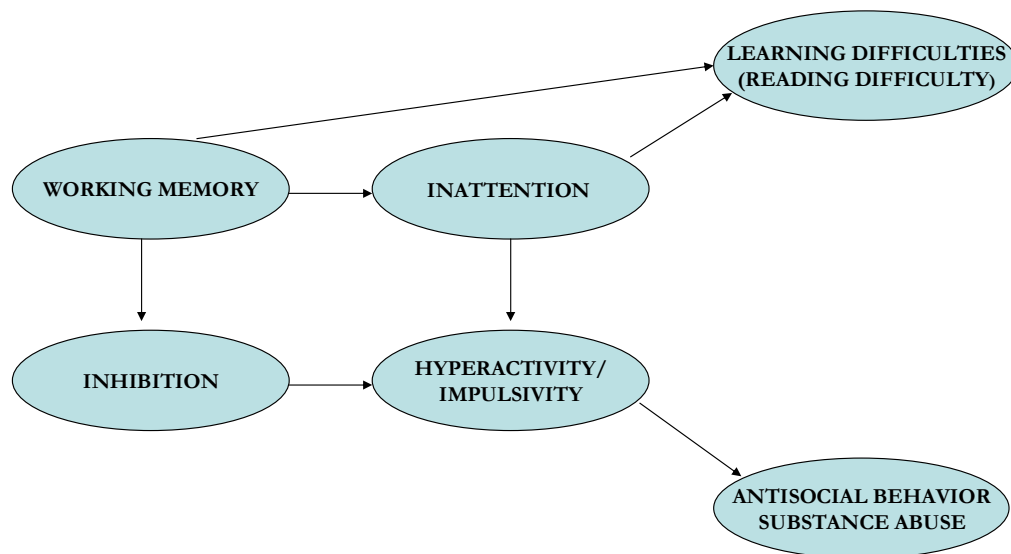 LEARNING DIFFICULTIES
(READING DIFFICULTY)
WORKING MEMORY
INATTENTION
INHIBITION
HYPERACTIVITY/
IMPULSIVITY
ANTISOCIAL BEHAVIOR
SUBSTANCE ABUSE